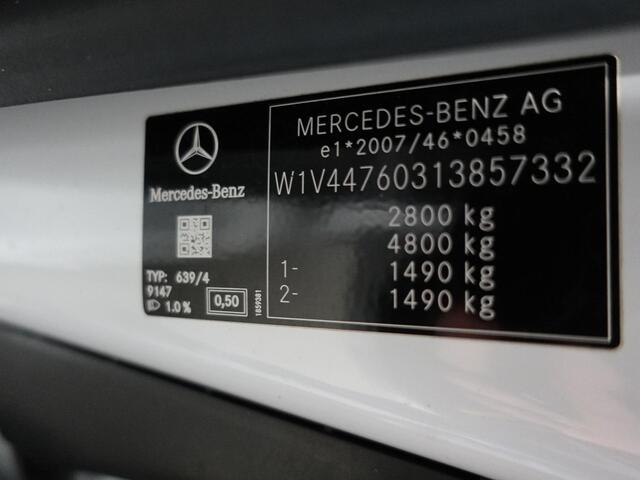 Mercedes-Benz
TYP: 639/4
9147
1.0 %
0,50
1859381
MERCEDES-BENZ AG
e1*2007/46*0458
W1V44760313857332
2800 kg
4800 kg
1- 1490 kg
2- 1490 kg